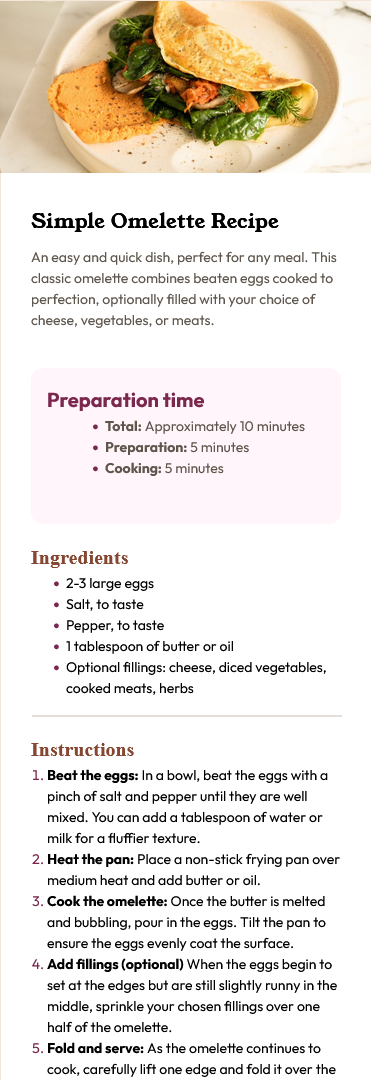 Simple Omelette Recipe
An easy and quick dish, perfect for any meal. This
classic omelette combines beaten eggs cooked to
perfection, optionally filled with your choice of
cheese, vegetables, or meats.
Preparation time
• Total: Approximately 10 minutes
• Preparation: 5 minutes
• Cooking: 5 minutes
Ingredients
• 2-3 large eggs
• Salt, to taste
• Pepper, to taste
• 1 tablespoon of butter or oil
• Optional fillings: cheese, diced vegetables,
cooked meats, herbs
Instructions
1. Beat the eggs: In a bowl, beat the eggs with a
pinch of salt and pepper until they are well
mixed. You can add a tablespoon of water or
milk for a fluffier texture.
2. Heat the pan: Place a non-stick frying pan over
medium heat and add butter or oil.
3. Cook the omelette: Once the butter is melted
and bubbling, pour in the eggs. Tilt the pan to
ensure the eggs evenly coat the surface.
4. Add fillings (optional) When the eggs begin to
set at the edges but are still slightly runny in the
middle, sprinkle your chosen fillings over one
half of the omelette.
5. Fold and serve: As the omelette continues to
cook, carefully lift one edge and fold it over the